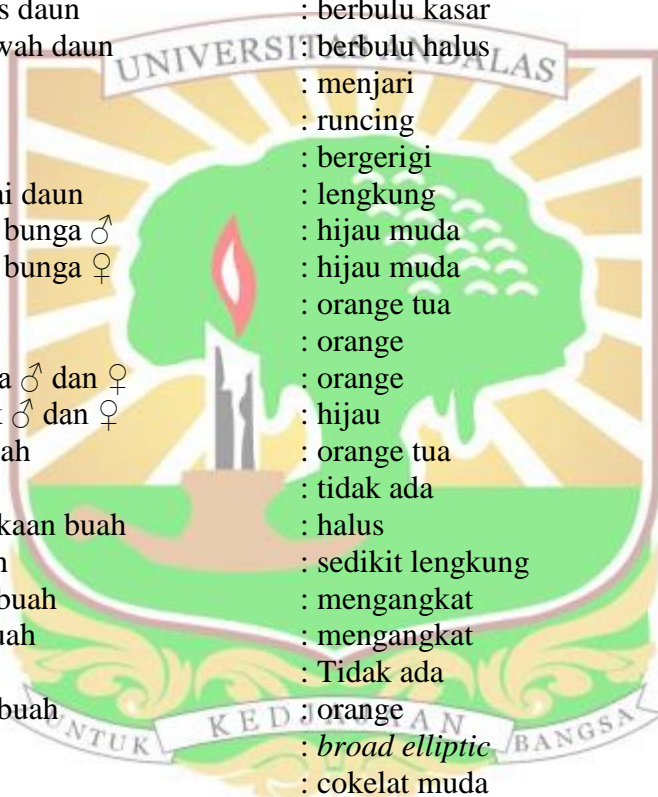 s daun : berbulu kasar
wah daun : berbulu halus
UNIVERSITAS ANDALAS
: menjari
: runcing
: bergerigi
ai daun : lengkung
bunga ♂ : hijau muda
bunga ♀ : hijau muda
: orange tua
: orange
a ♂ dan ♀ : orange
k ♂ dan ♀ : hijau
ah : orange tua
: tidak ada
kaan buah : halus
n : sedikit lengkung
buah : mengangkat
uah : mengangkat
: Tidak ada
buah : orange
UNTUK KEDJAJAAN BANGSA
: broad elliptic
: cokelat muda